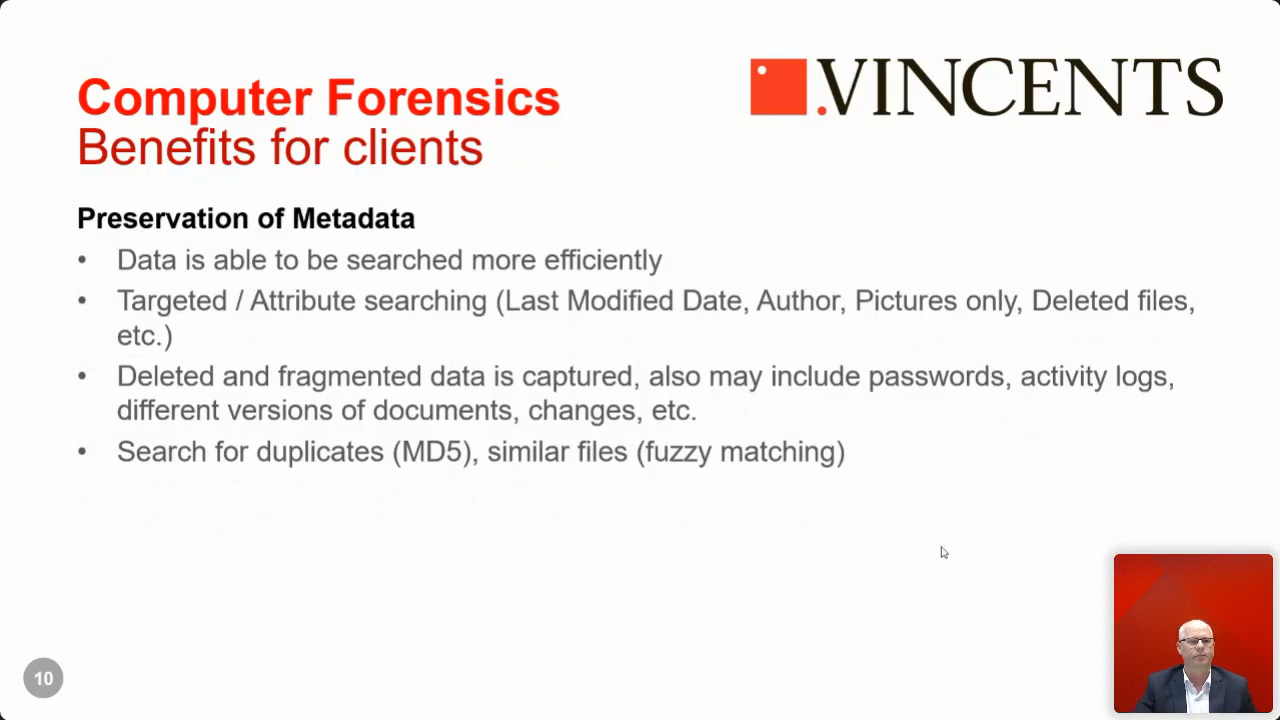 Computer Forensics
Benefits for clients
.VINCENTS
Preservation of Metadata
• Data is able to be searched more efficiently
• Targeted / Attribute searching (Last Modified Date, Author, Pictures only, Deleted files,
etc.)
• Deleted and fragmented data is captured, also may include passwords, activity logs,
different versions of documents, changes, etc.
• Search for duplicates (MD5), similar files (fuzzy matching)
10